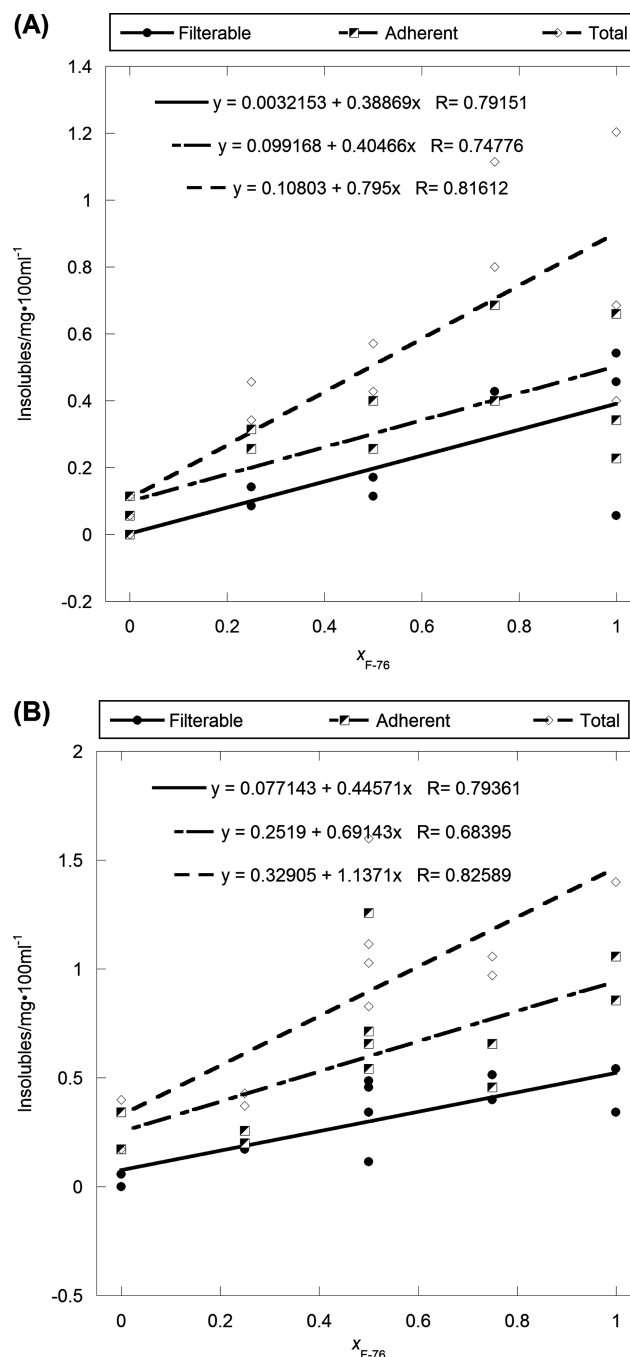 (A)
Filterable Adherent Total
1.4
1.2
1
0.8
0.6
0.4
0.2
0
-0.2
Insolubles/mg•100ml⁻¹
y = 0.0032153 + 0.38869x R= 0.79151
y = 0.099168 + 0.40466x R= 0.74776
y = 0.10803 + 0.795x R= 0.81612
0 0.2 0.4 0.6 0.8 1
x_F-76
(B)
Filterable Adherent Total
2
1.5
1
0.5
0
-0.5
Insolubles/mg•100ml⁻¹
y = 0.077143 + 0.44571x R= 0.79361
y = 0.2519 + 0.69143x R= 0.68395
y = 0.32905 + 1.1371x R= 0.82589
0 0.2 0.4 0.6 0.8 1
x_F-76